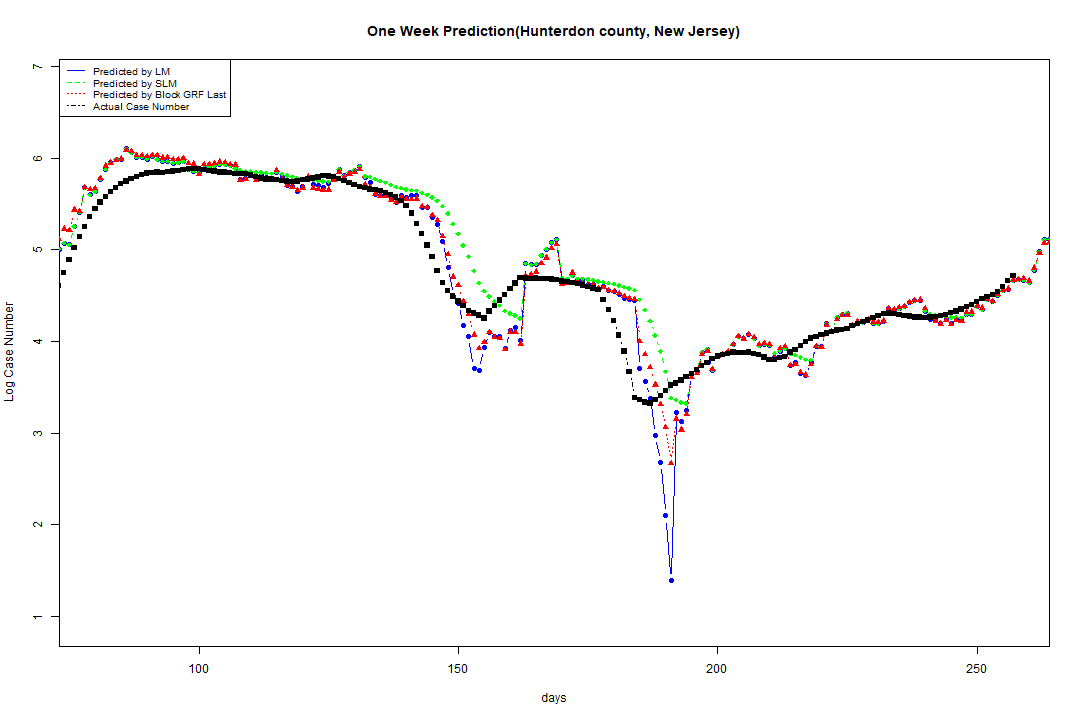 One Week Prediction(Hunterdon county, New Jersey)
Predicted by LM
Predicted by SLM
Predicted by Block GRF Last
Actual Case Number
7
6
5
4
3
2
1
Log Case Number
100
150
200
250
days